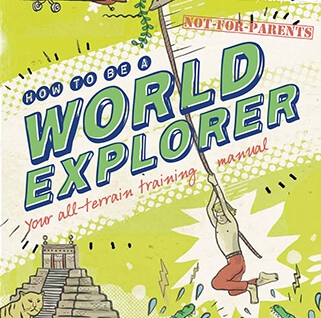 NOT-FOR-PARENTS
HOW TO BE A
WORLD
EXPLORER
Your all-terrain training manual